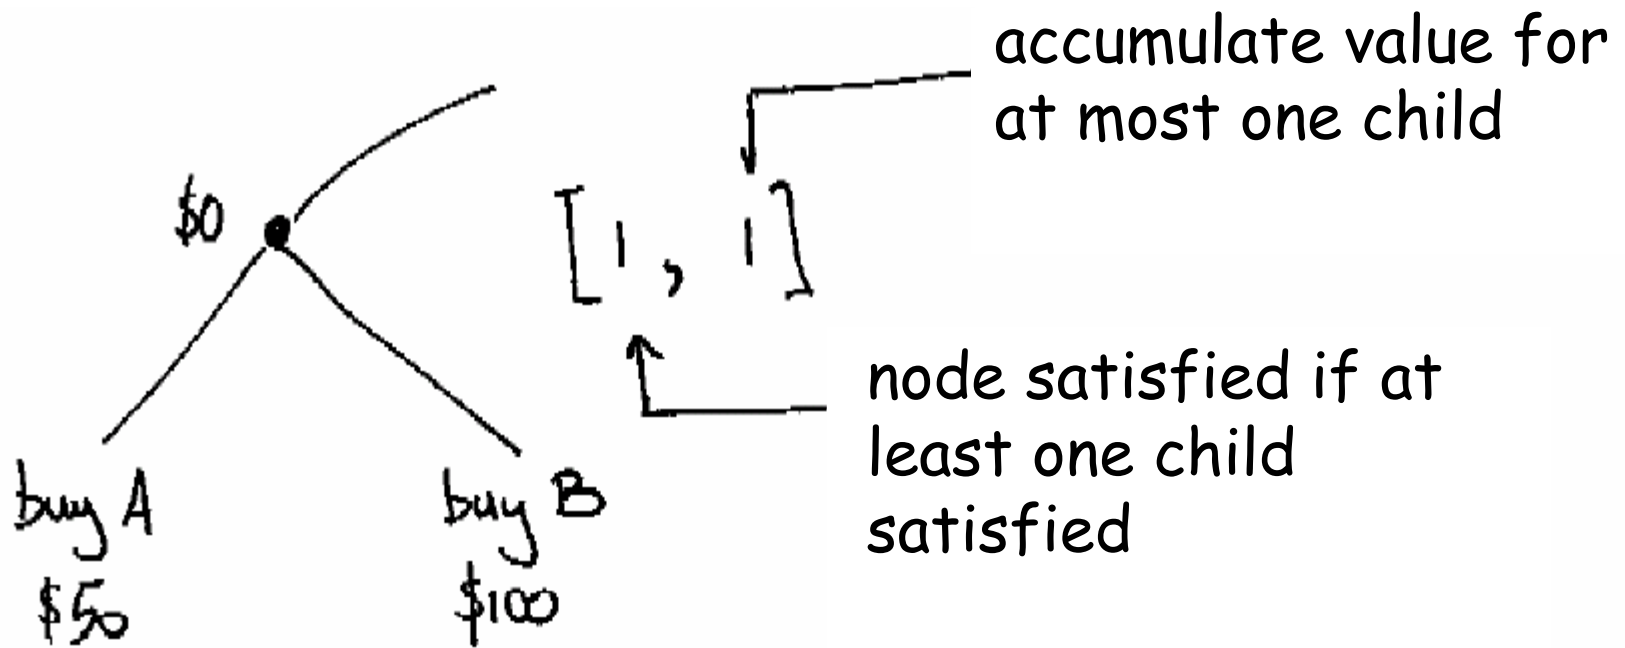 accumulate value for
at most one child
$0
[1, 1]
node satisfied if at
least one child
satisfied
buy A
$50
buy B
$100